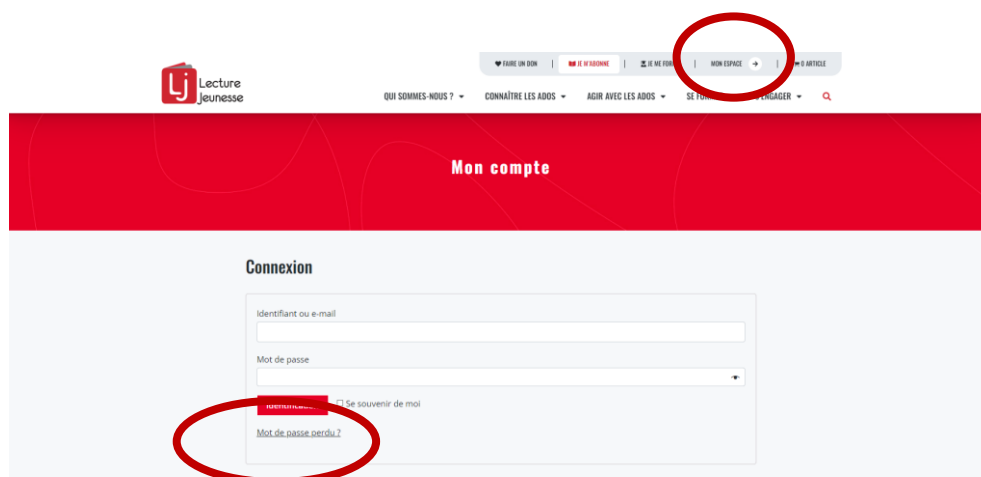 FAIRE UN DON | JE M'ABONNE | JE ME FOR | MON ESPACE | 0 ARTICLE
Lj Lecture
Jeunesse
QUI SOMMES-NOUS ? CONNAÎTRE LES ADOS AGIR AVEC LES ADOS SE FOR
Mon compte
Connexion
Identifiant ou e-mail
Mot de passe
Se souvenir de moi
Mot de passe perdu ?